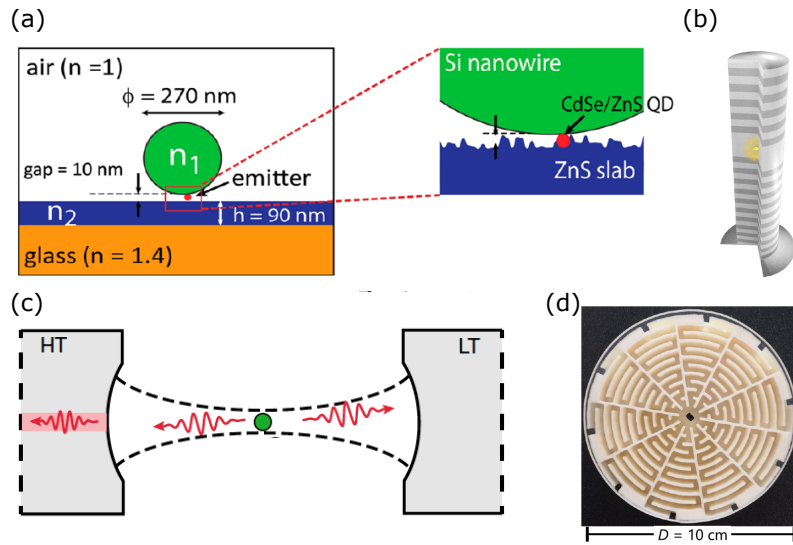 (a)
air (n =1)
ϕ = 270 nm
n1
gap = 10 nm
emitter
n2
h = 90 nm
glass (n = 1.4)
Si nanowire
CdSe/ZnS QD
ZnS slab
(b)
(c)
HT
LT
(d)
D = 10 cm